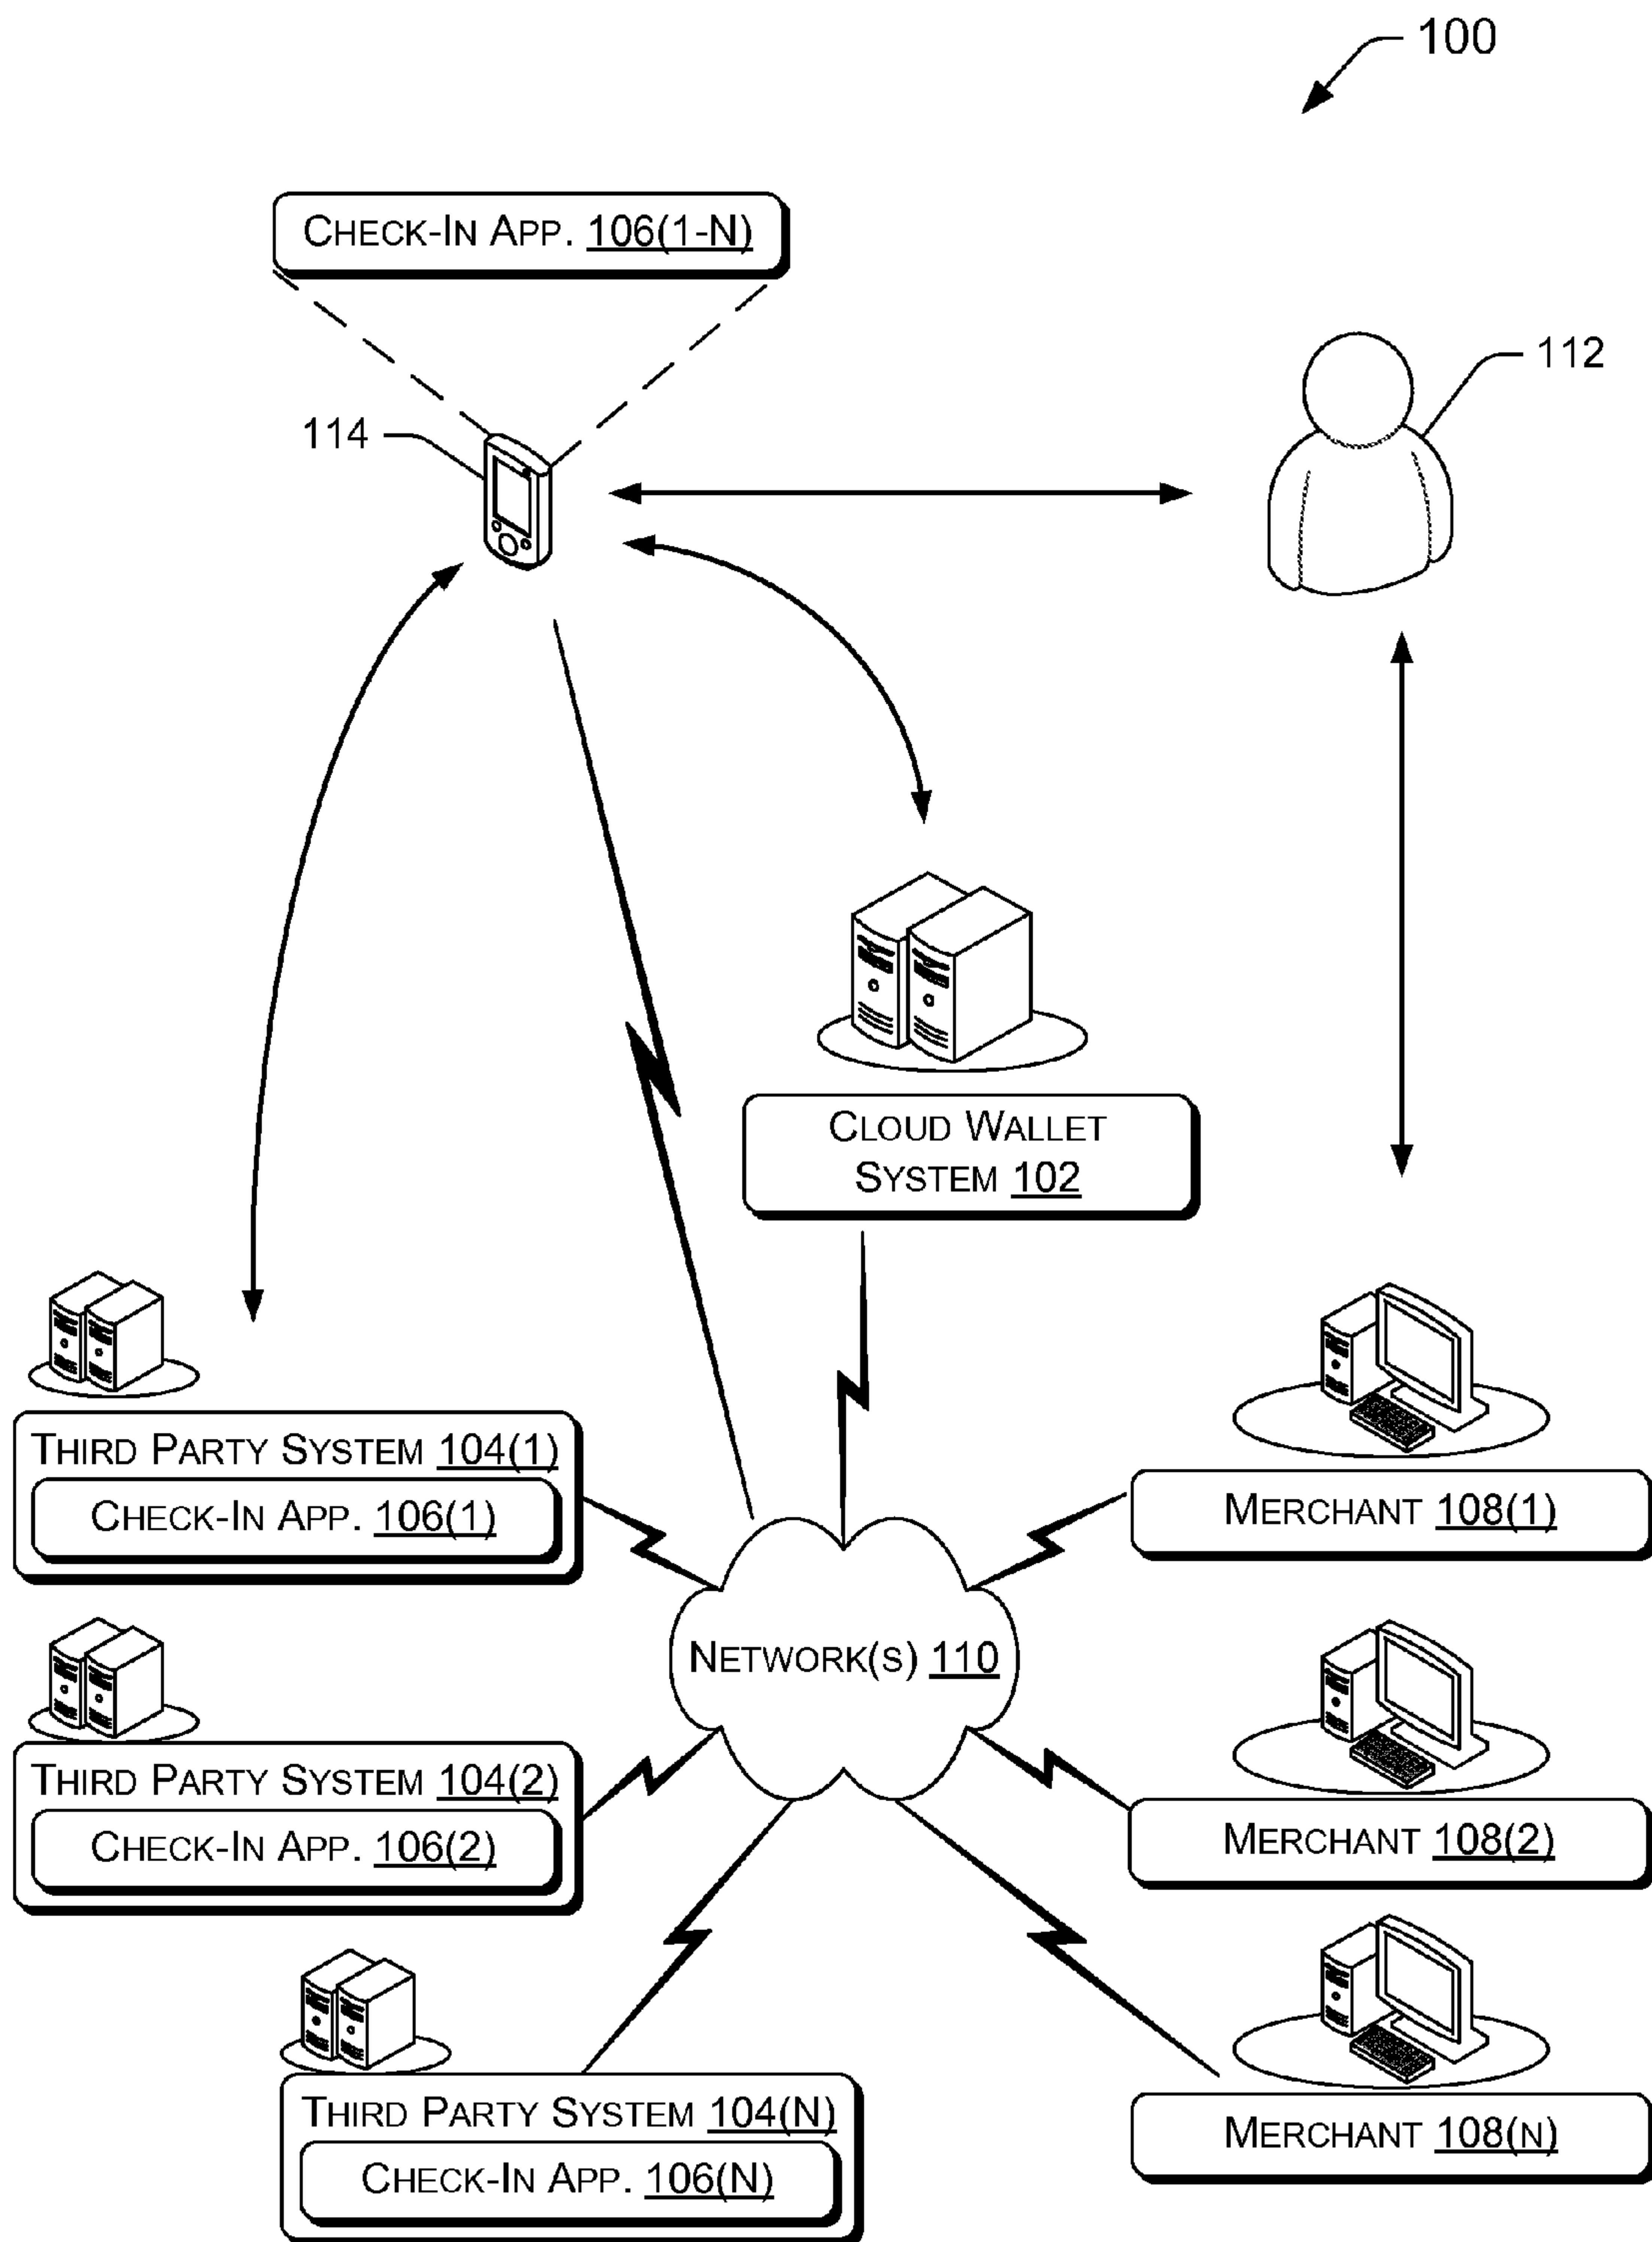 100
CHECK-IN APP. 106(1-N)
112
114
CLOUD WALLET
SYSTEM 102
THIRD PARTY SYSTEM 104(1)
CHECK-IN APP. 106(1)
MERCHANT 108(1)
NETWORK(S) 110
THIRD PARTY SYSTEM 104(2)
CHECK-IN APP. 106(2)
MERCHANT 108(2)
THIRD PARTY SYSTEM 104(N)
CHECK-IN APP. 106(N)
MERCHANT 108(N)